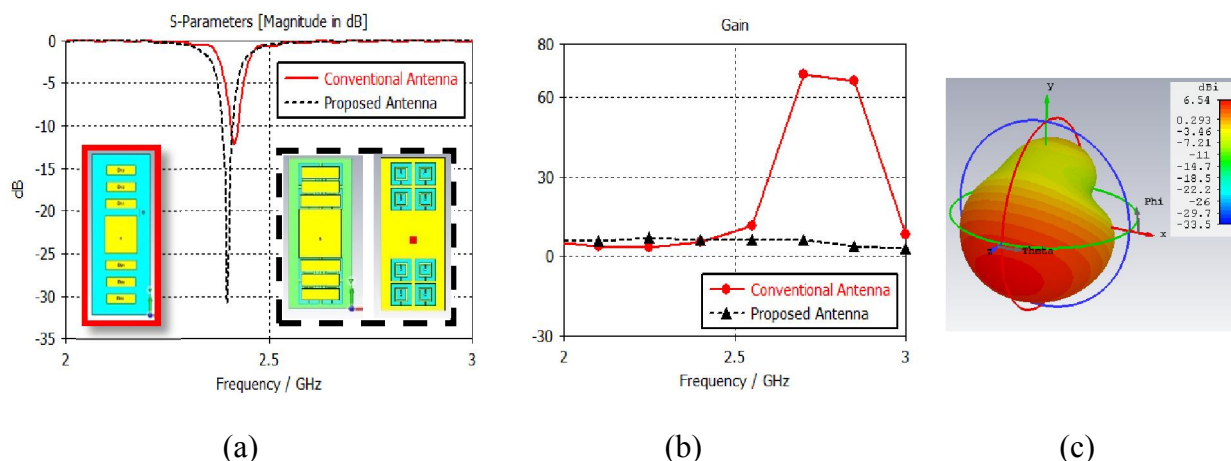 S-Parameters [Magnitude in dB]
0
-5
-10
-15
-20
-25
-30
-35
dB
Conventional Antenna
Proposed Antenna
2
2.5
3
Frequency / GHz
(a)
Gain
80
60
30
0
-30
Conventional Antenna
Proposed Antenna
2
2.5
3
Frequency / GHz
(b)
y
x
Phi
Theta
dBi
6.54
0.293
-3.46
-7.21
-11
-14.7
-18.5
-22.2
-26
-29.7
-33.5
(c)